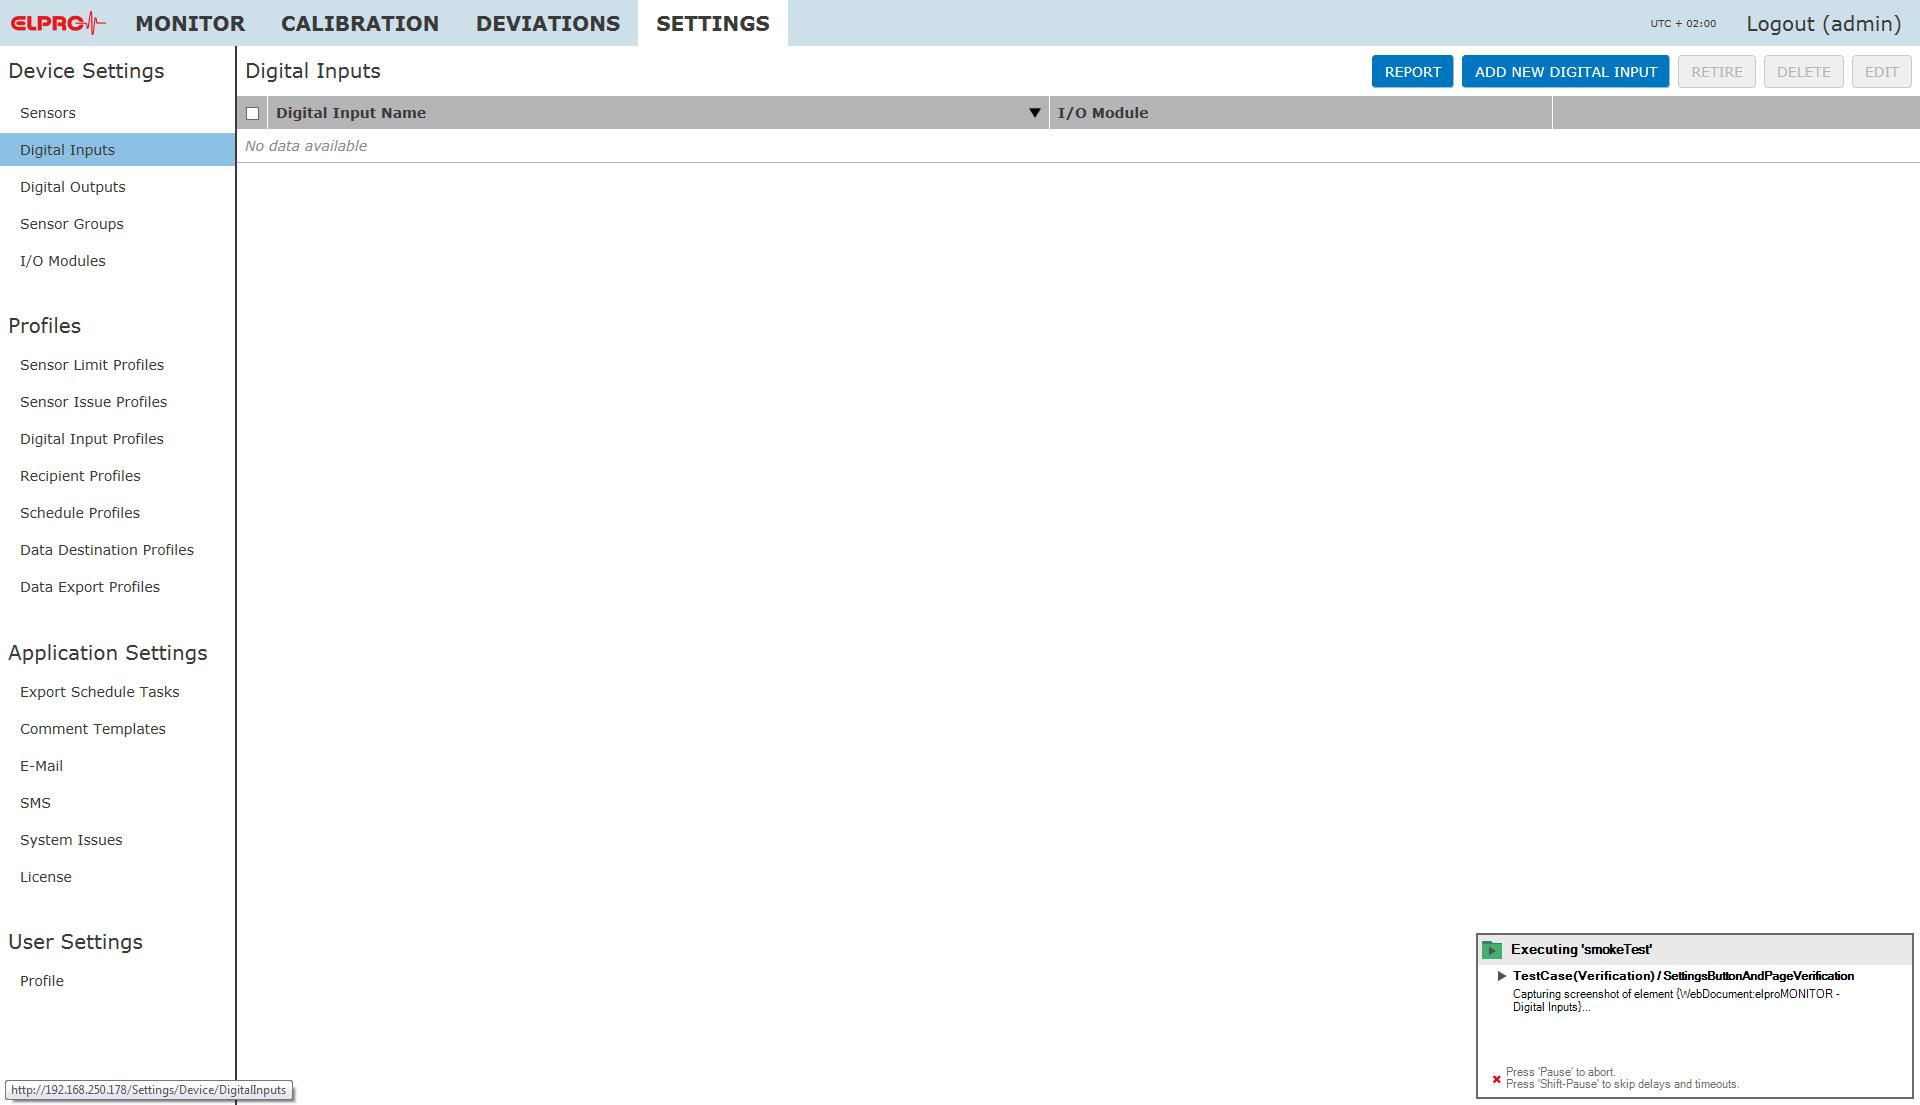 ELPRO MONITOR CALIBRATION DEVIATIONS SETTINGS UTC + 02:00 Logout (admin)
Device Settings
Sensors
Digital Inputs
Digital Outputs
Sensor Groups
I/O Modules
Profiles
Sensor Limit Profiles
Sensor Issue Profiles
Digital Input Profiles
Recipient Profiles
Schedule Profiles
Data Destination Profiles
Data Export Profiles
Application Settings
Export Schedule Tasks
Comment Templates
E-Mail
SMS
System Issues
License
User Settings
Profile
http://192.168.250.178/Settings/Device/DigitalInputs
Digital Inputs REPORT ADD NEW DIGITAL INPUT RETIRE DELETE EDIT
Digital Input Name I/O Module
No data available
Executing 'smokeTest'
TestCase(Verification) / SettingsButtonAndPageVerification
Capturing screenshot of element {WebDocument:elproMONITOR -
Digital Inputs}...
Press 'Pause' to abort.
Press 'Shift-Pause' to skip delays and timeouts.